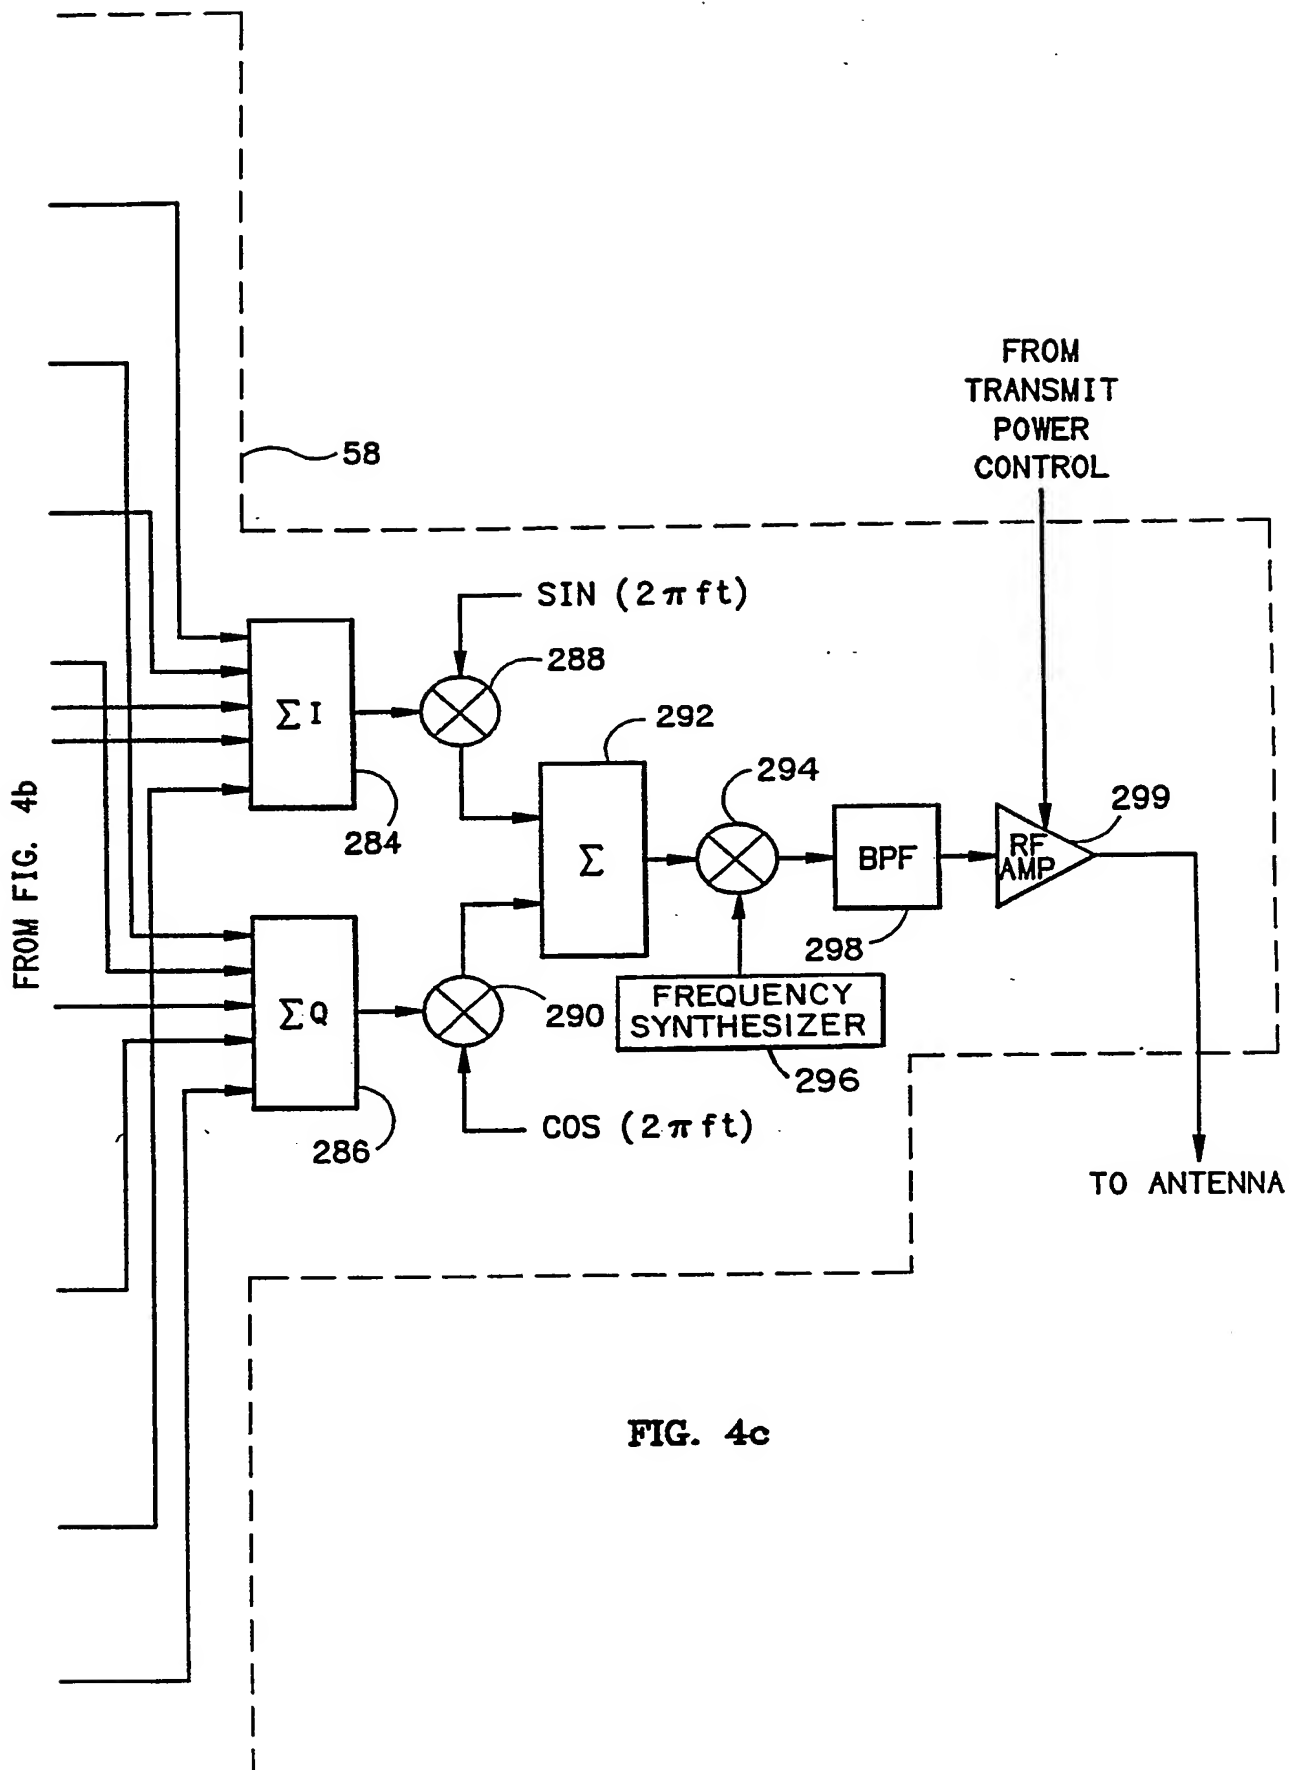 FROM
TRANSMIT
POWER
CONTROL
58
SIN (2πft)
288
ΣI
292
294
299
284
RF
AMP
Σ
BPF
FROM FIG. 4b
298
ΣQ
290
FREQUENCY
SYNTHESIZER
296
COS (2πft)
286
TO ANTENNA
FIG. 4c